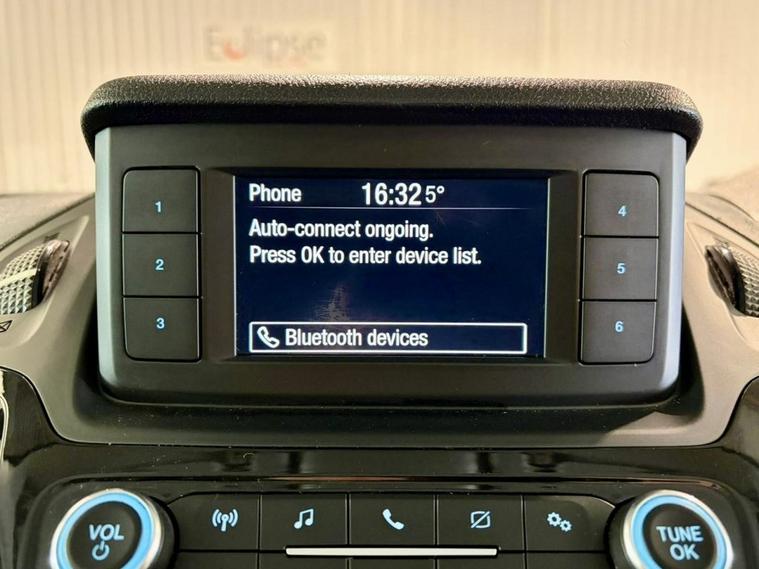 Eclipse
Phone 16:32 5°
Auto-connect ongoing.
Press OK to enter device list.
Bluetooth devices
1
2
3
4
5
6
VOL
TUNE
OK